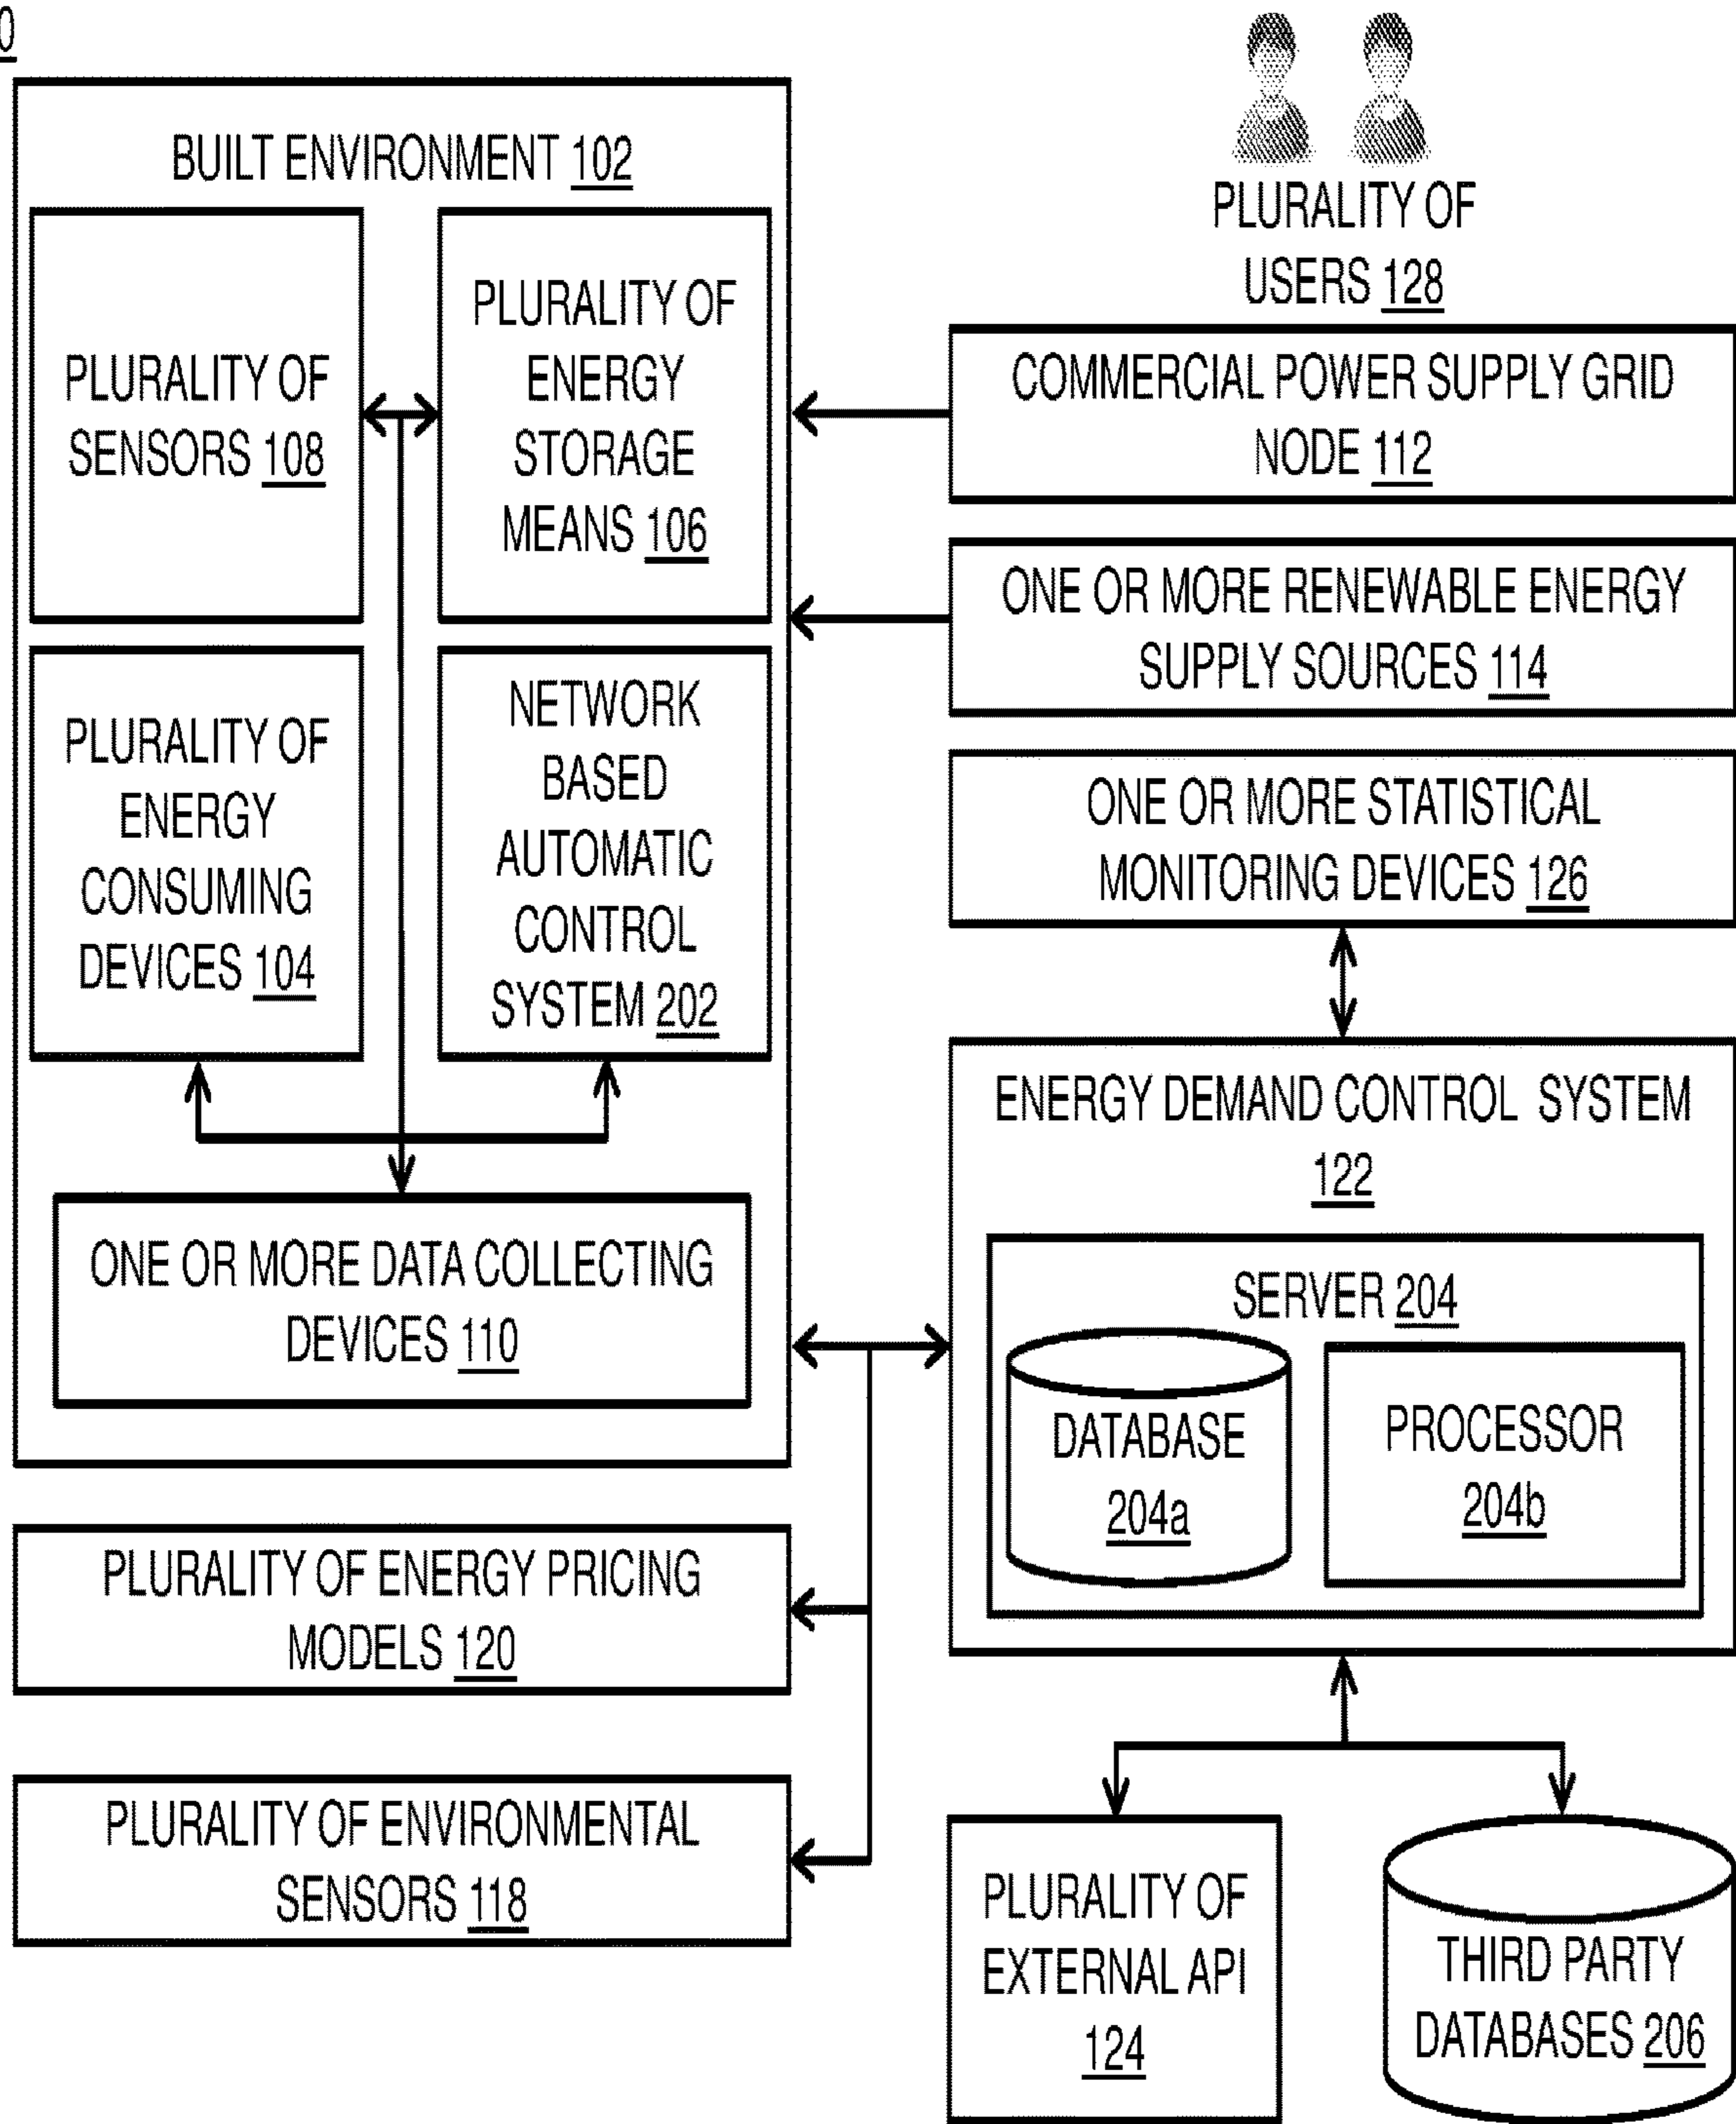 0
BUILT ENVIRONMENT 102
PLURALITY OF
SENSORS 108
PLURALITY OF
ENERGY
STORAGE
MEANS 106
PLURALITY OF
ENERGY
CONSUMING
DEVICES 104
NETWORK
BASED
AUTOMATIC
CONTROL
SYSTEM 202
ONE OR MORE DATA COLLECTING
DEVICES 110
PLURALITY OF ENERGY PRICING
MODELS 120
PLURALITY OF ENVIRONMENTAL
SENSORS 118
PLURALITY OF
USERS 128
COMMERCIAL POWER SUPPLY GRID
NODE 112
ONE OR MORE RENEWABLE ENERGY
SUPPLY SOURCES 114
ONE OR MORE STATISTICAL
MONITORING DEVICES 126
ENERGY DEMAND CONTROL SYSTEM
122
SERVER 204
DATABASE
204a
PROCESSOR
204b
PLURALITY OF
EXTERNAL API
124
THIRD PARTY
DATABASES 206